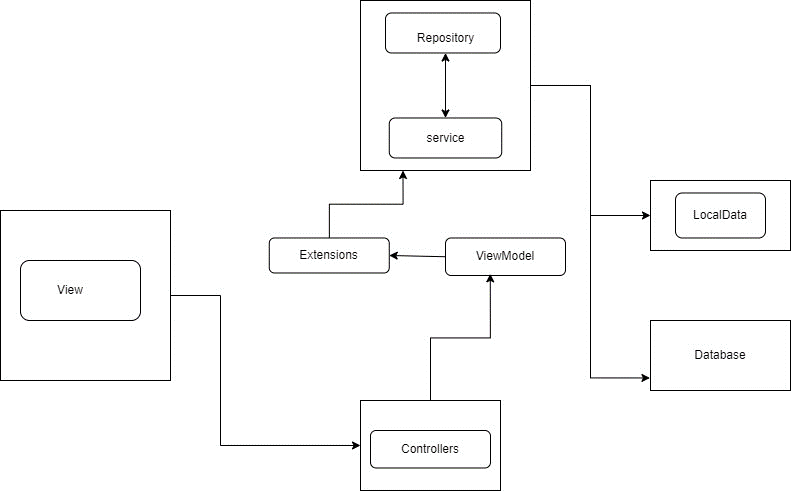 Repository
service
LocalData
Extensions
ViewModel
View
Database
Controllers